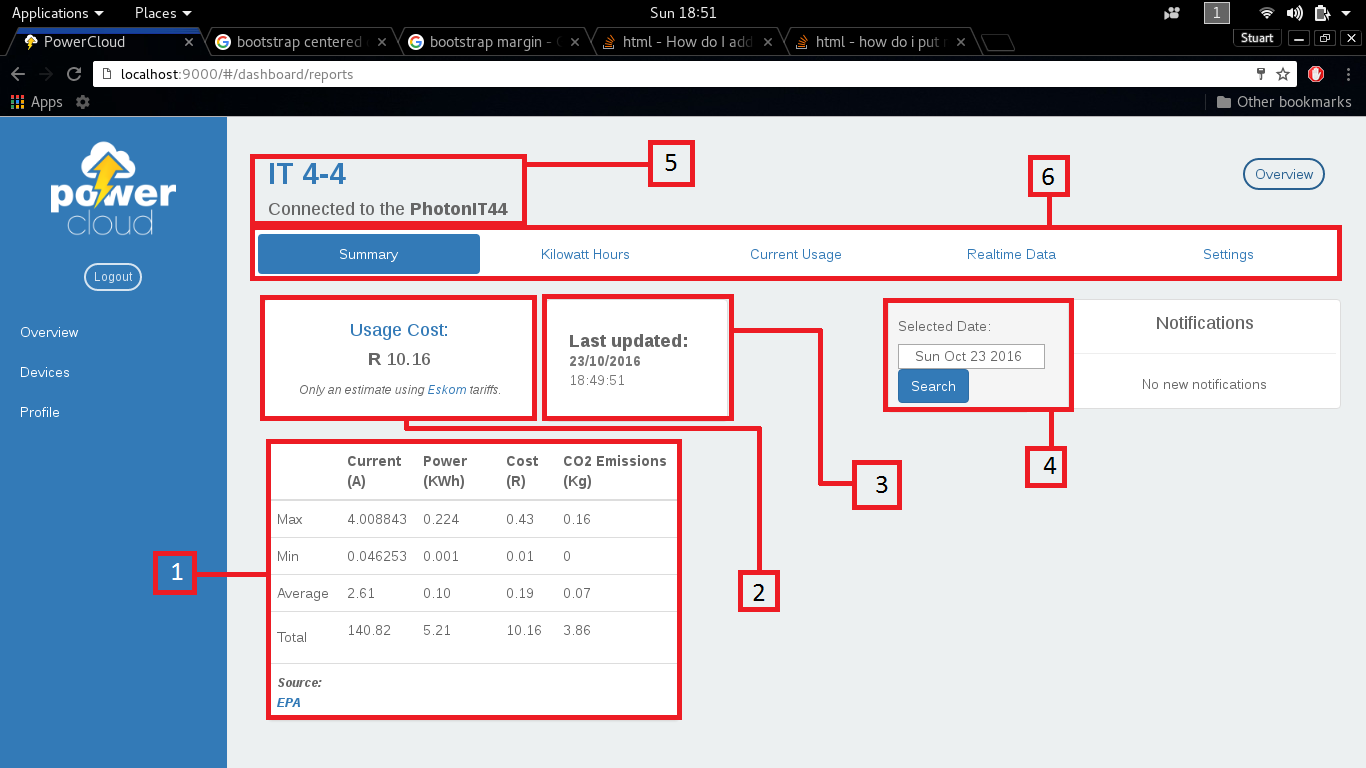 Applications Places Sun 18:51 1
PowerCloud bootstrap centered bootstrap margin - html - How do I add html - how do i put Stuart
localhost:9000/#/dashboard/reports
Apps Other bookmarks
power
cloud
Logout
Overview
Devices
Profile
IT 4-4
Connected to the PhotonIT44
5
6
Overview
Summary Kilowatt Hours Current Usage Realtime Data Settings
Usage Cost:
R 10.16
Only an estimate using Eskom tariffs.
Last updated:
23/10/2016
18:49:51
Selected Date:
Sun Oct 23 2016
Search
Notifications
No new notifications
4
3
2
1
Current Power Cost CO2 Emissions
(A) (KWh) (R) (Kg)
Max 4.008843 0.224 0.43 0.16
Min 0.046253 0.001 0.01 0
Average 2.61 0.10 0.19 0.07
Total 140.82 5.21 10.16 3.86
Source:
EPA